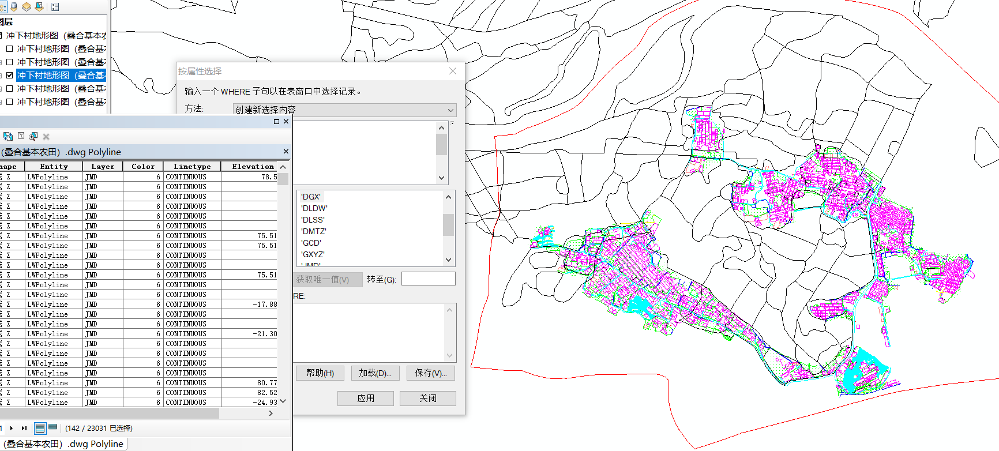 图层
冲下村地形图（叠合基本农
冲下村地形图（叠合基本
冲下村地形图（叠合基本
冲下村地形图（叠合基本
冲下村地形图（叠合基本
冲下村地形图（叠合基本
按属性选择
输入一个 WHERE 子句以在表窗口中选择记录。
方法:
创建新选择内容
(叠合基本农田）.dwg Polyline
hape Entity Layer Color Linetype Elevation
Z LWPolyline JMD 6 CONTINUOUS 78.5
Z LWPolyline JMD 6 CONTINUOUS
Z LWPolyline JMD 6 CONTINUOUS
Z LWPolyline JMD 6 CONTINUOUS
Z LWPolyline JMD 6 CONTINUOUS
Z LWPolyline JMD 6 CONTINUOUS
Z LWPolyline JMD 6 CONTINUOUS 75.51
Z LWPolyline JMD 6 CONTINUOUS 75.51
Z LWPolyline JMD 6 CONTINUOUS
Z LWPolyline JMD 6 CONTINUOUS
Z LWPolyline JMD 6 CONTINUOUS 75.51
Z LWPolyline JMD 6 CONTINUOUS
Z LWPolyline JMD 6 CONTINUOUS
Z LWPolyline JMD 6 CONTINUOUS -17.88
Z LWPolyline JMD 6 CONTINUOUS
Z LWPolyline JMD 6 CONTINUOUS
Z LWPolyline JMD 6 CONTINUOUS -21.30
Z LWPolyline JMD 6 CONTINUOUS
Z LWPolyline JMD 6 CONTINUOUS
Z LWPolyline JMD 6 CONTINUOUS
Z LWPolyline JMD 6 CONTINUOUS
Z LWPolyline JMD 6 CONTINUOUS 80.77
Z LWPolyline JMD 6 CONTINUOUS 82.52
Z LWPolyline JMD 6 CONTINUOUS -24.93
'DGX'
'DLDW'
'DLSS'
'DMTZ'
'GCD'
'GXYZ'
'JMD'
获取唯一值(V)
转至(G):
RE:
帮助(H)
加载(D)...
保存(V)...
应用
关闭
1
(142 / 23031 已选择)
(叠合基本农田）.dwg Polyline